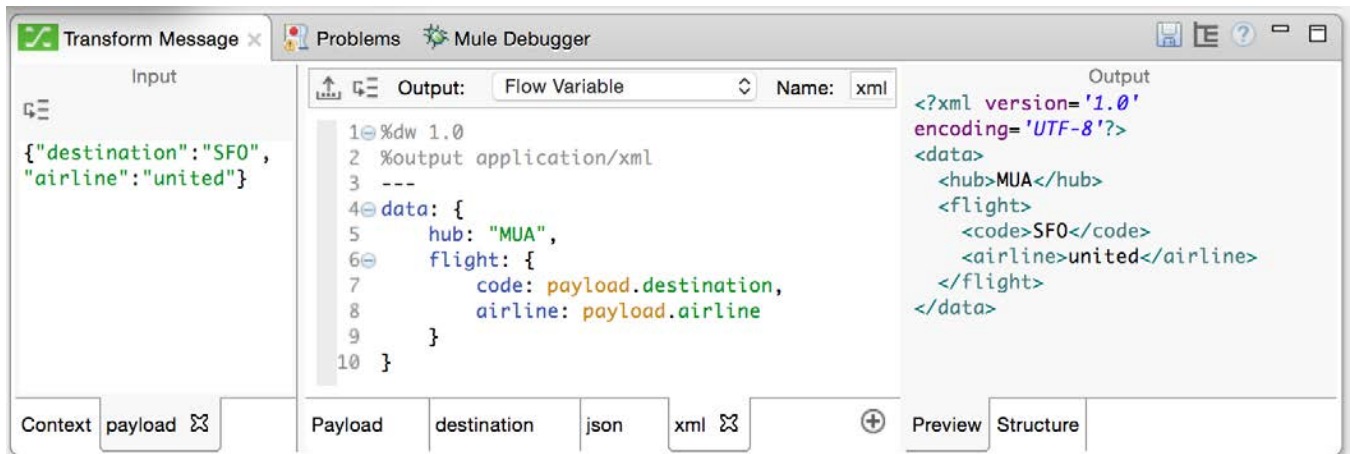 Transform Message
Problems
Mule Debugger
Input
{"destination":"SFO",
"airline":"united"}
Context
payload
Output:
Flow Variable
Name:
xml
1 %dw 1.0
2 %output application/xml
3 ---
4 data: {
5 hub: "MUA",
6 flight: {
7 code: payload.destination,
8 airline: payload.airline
9 }
10 }
Payload
destination
json
xml
Output
<?xml version='1.0'
encoding='UTF-8'?>
<data>
<hub>MUA</hub>
<flight>
<code>SFO</code>
<airline>united</airline>
</flight>
</data>
Preview
Structure